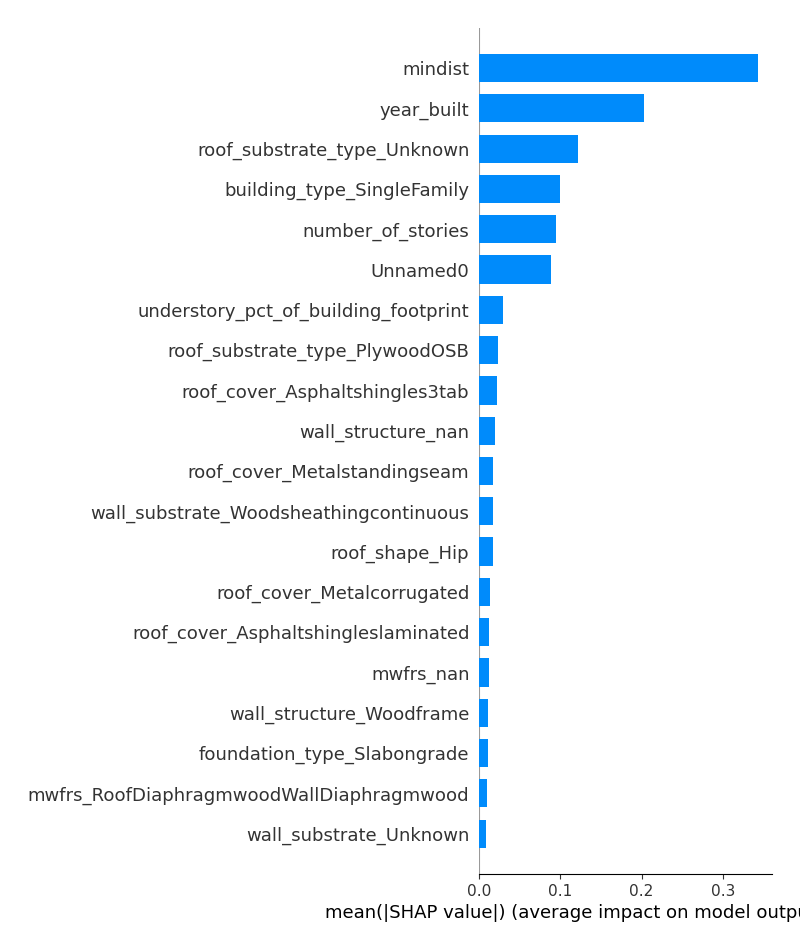 mindist
year_built
roof_substrate_type_Unknown
building_type_SingleFamily
number_of_stories
Unnamed0
understory_pct_of_building_footprint
roof_substrate_type_PlywoodOSB
roof_cover_Asphaltshingles3tab
wall_structure_nan
roof_cover_Metalstandingseam
wall_substrate_Woodsheathingcontinuous
roof_shape_Hip
roof_cover_Metalcorrugated
roof_cover_Asphaltshingleslaminated
mwfrs_nan
wall_structure_Woodframe
foundation_type_Slabongrade
mwfrs_RoofDiaphragmwoodWallDiaphragmwood
wall_substrate_Unknown
0.0 0.1 0.2 0.3
mean(|SHAP value|) (average impact on model